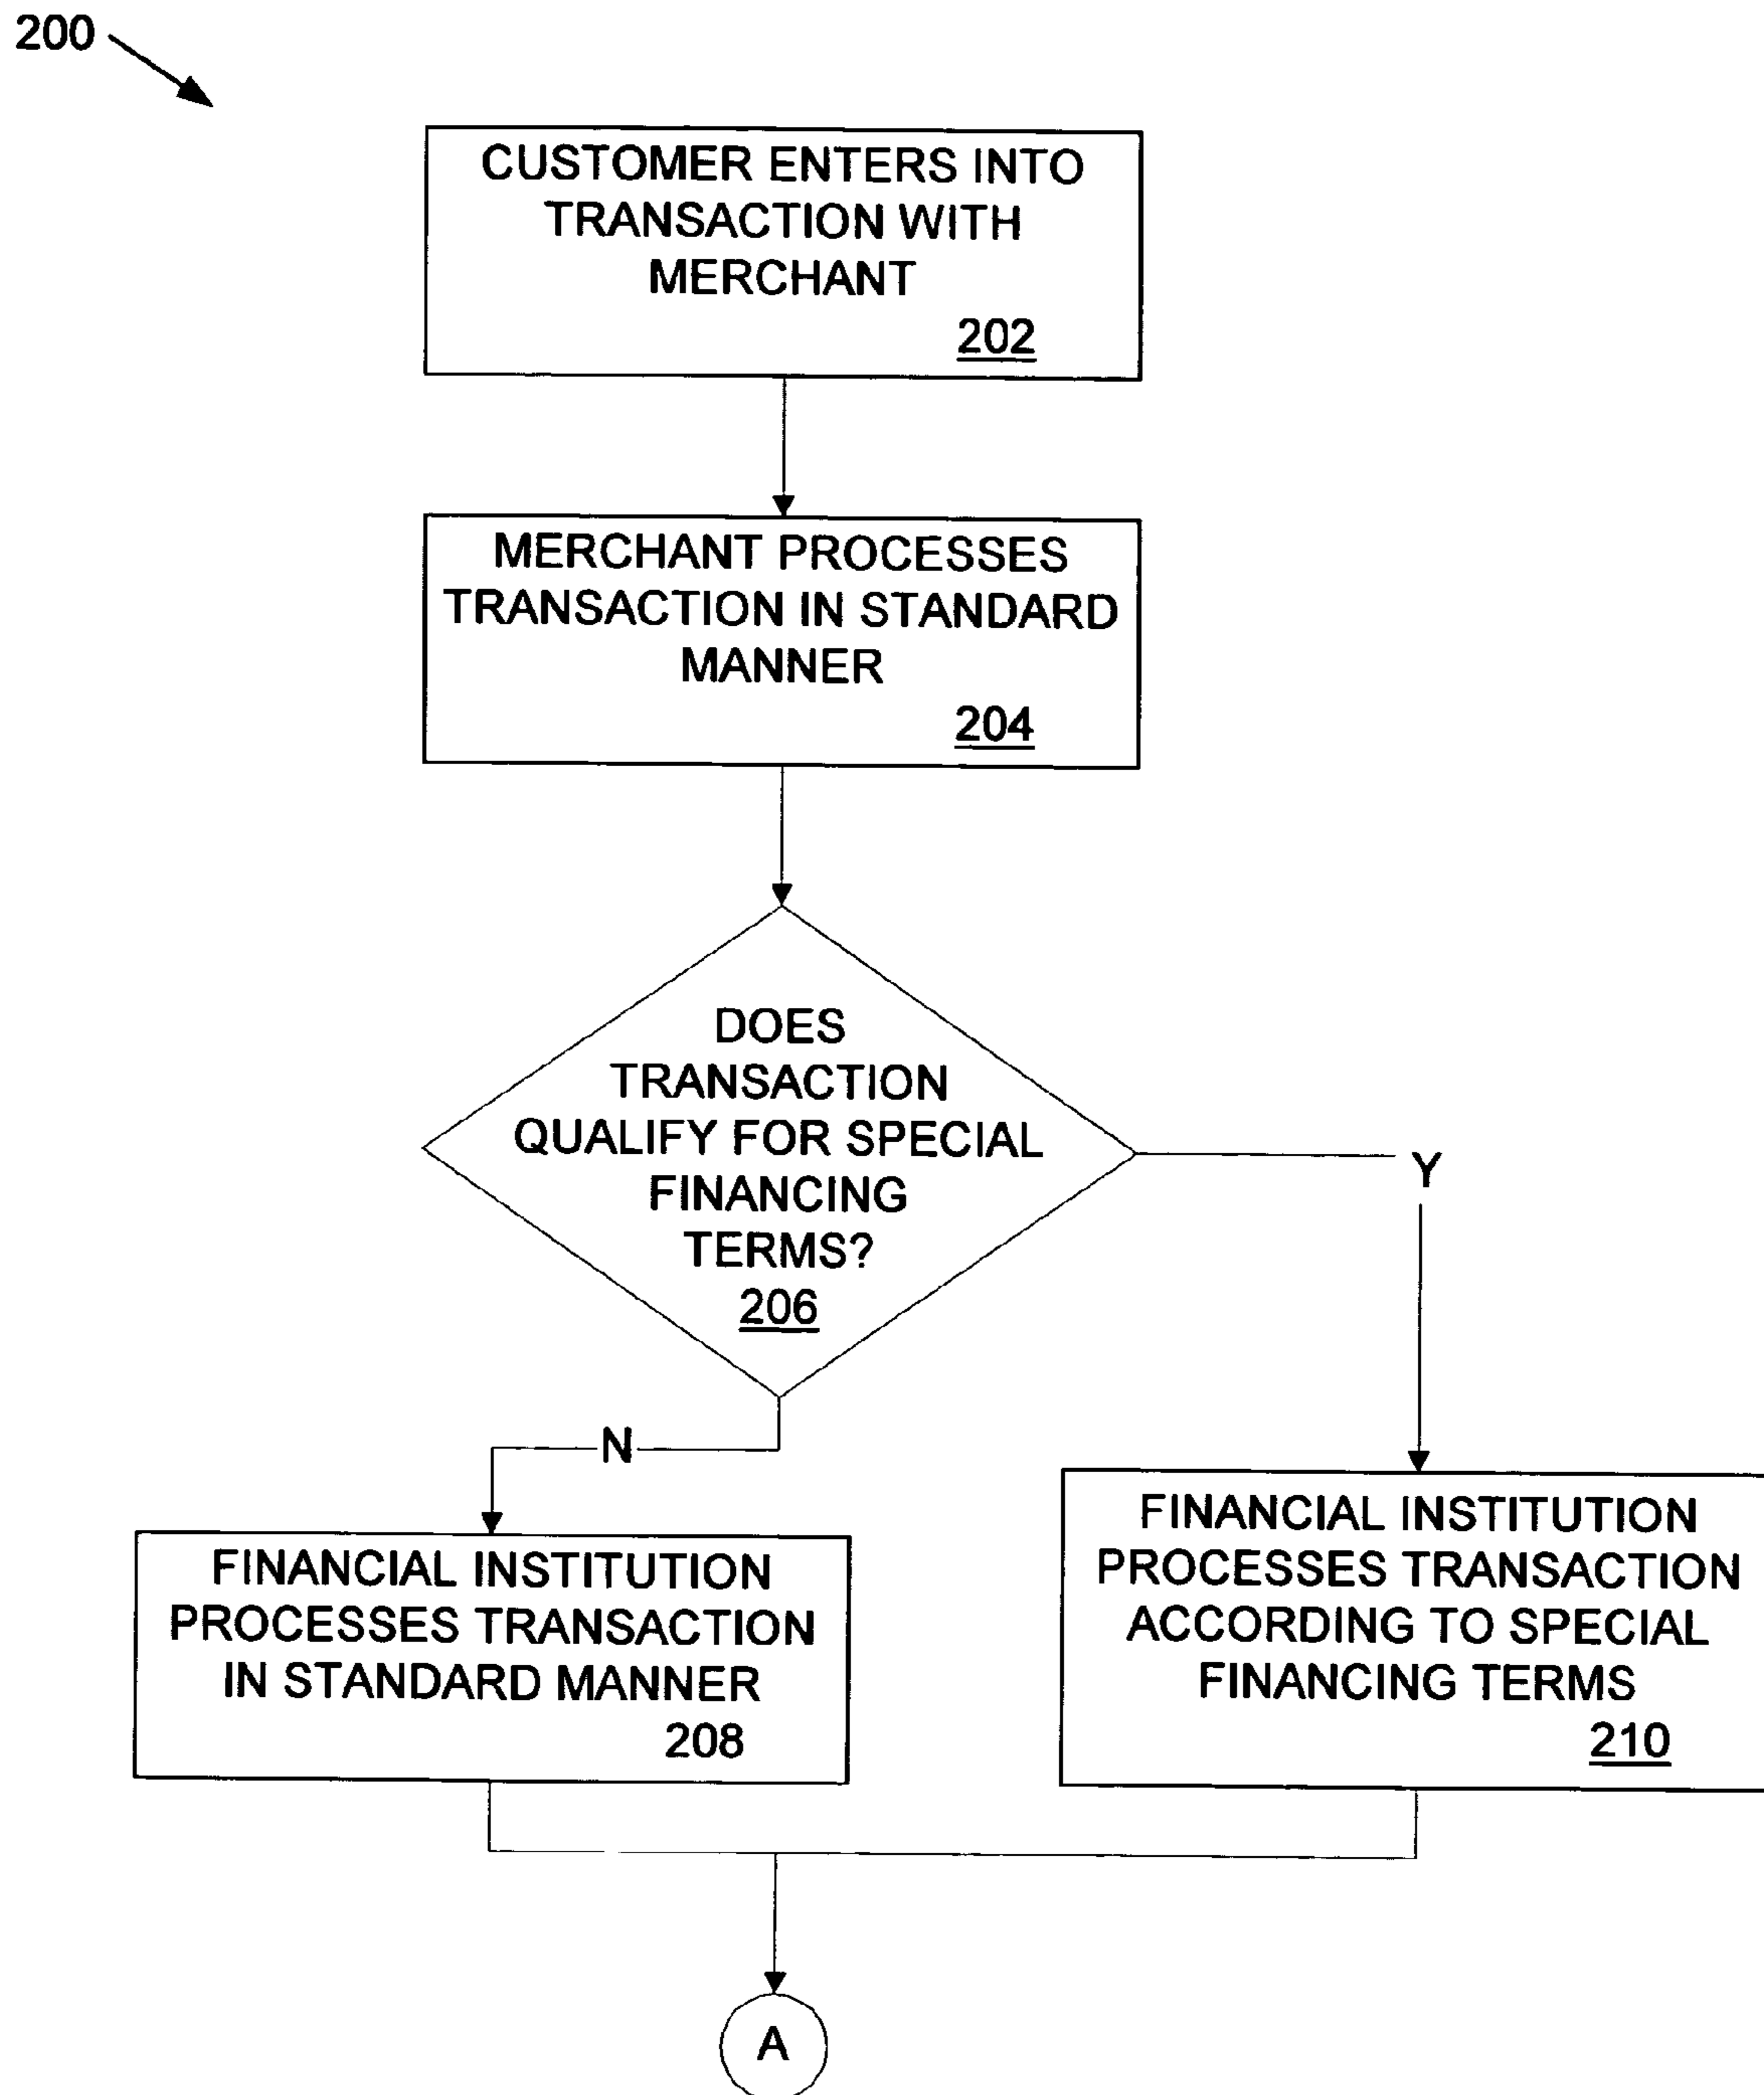 200
CUSTOMER ENTERS INTO
TRANSACTION WITH
MERCHANT
202
MERCHANT PROCESSES
TRANSACTION IN STANDARD
MANNER
204
DOES
TRANSACTION
QUALIFY FOR SPECIAL
FINANCING
TERMS?
206
Y
N
FINANCIAL INSTITUTION
PROCESSES TRANSACTION
IN STANDARD MANNER
208
FINANCIAL INSTITUTION
PROCESSES TRANSACTION
ACCORDING TO SPECIAL
FINANCING TERMS
210
A